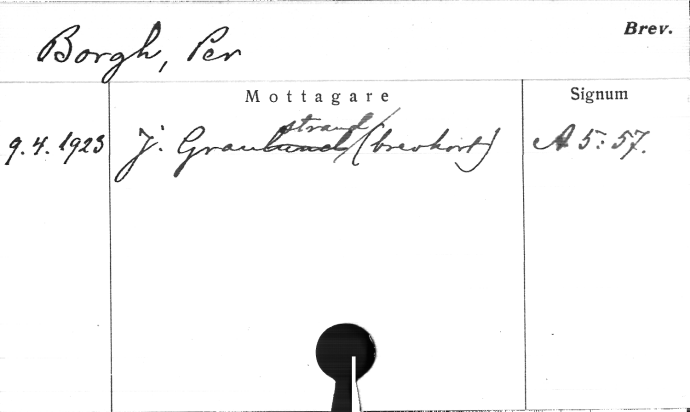 Borgh, Per
Brev.
Mottagare
Signum
strand
9.4.1923 J. Granlund (brevkort) A 5:57.